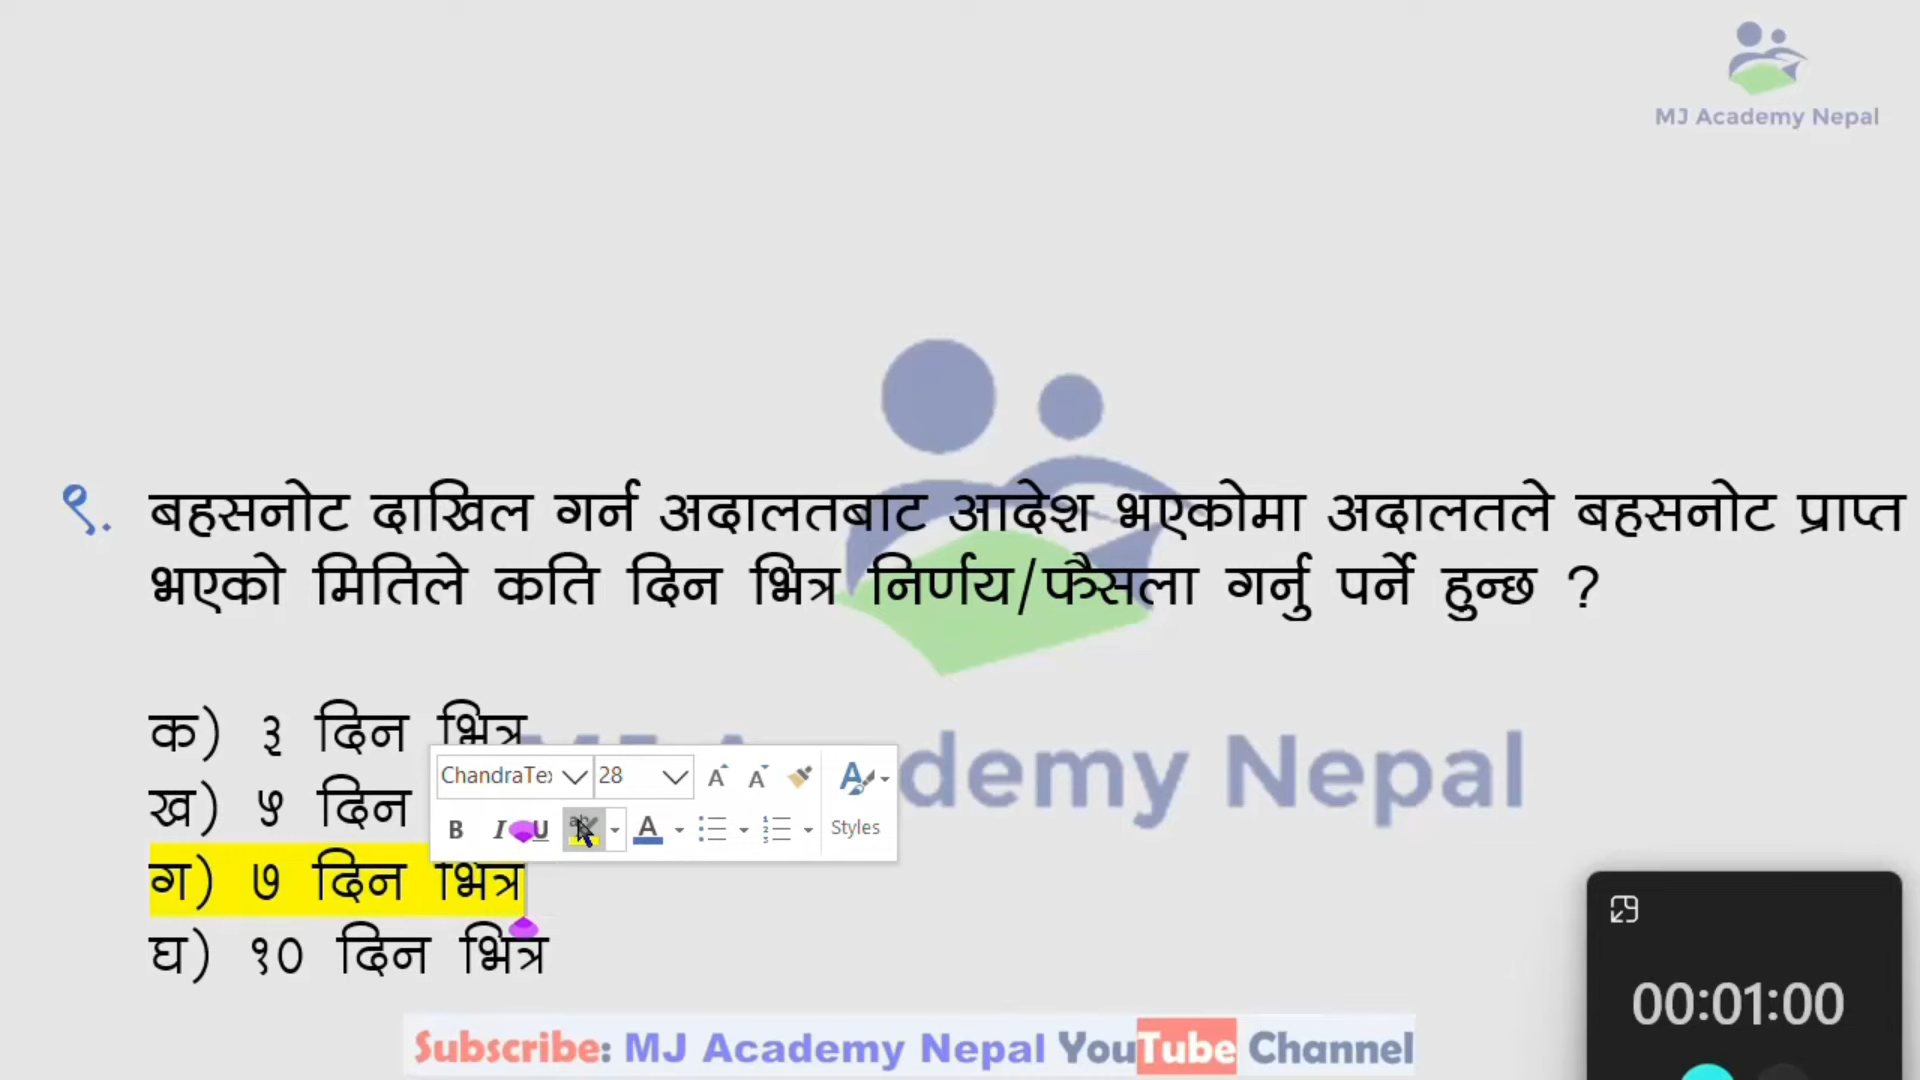 MJ Academy Nepal
१. बहसनोट दाखिल गर्न अदालतबाट आदेश भएकोमा अदालतले बहसनोट प्राप्त
भएको मितिले कति दिन भित्र निर्णय/फैसला गर्नु पर्ने हुन्छ ?
क) ३ दिन भित्र
ख) ५ दिन
ChandraTex 28
B I U Styles
demy Nepal
ग) ७ दिन भित्र
घ) १० दिन भित्र
00:01:00
Subscribe: MJ Academy Nepal YouTube Channel